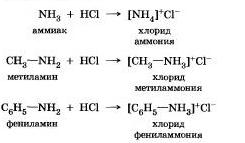 NH₃ + HCl → [NH₄]⁺Cl⁻
аммиак хлорид
аммония
CH₃—NH₂ + HCl → [CH₃—NH₃]⁺Cl⁻
метиламин хлорид
метиламмония
C₆H₅—NH₂ + HCl → [C₆H₅—NH₃]⁺Cl⁻
фениламин хлорид
фениламмония